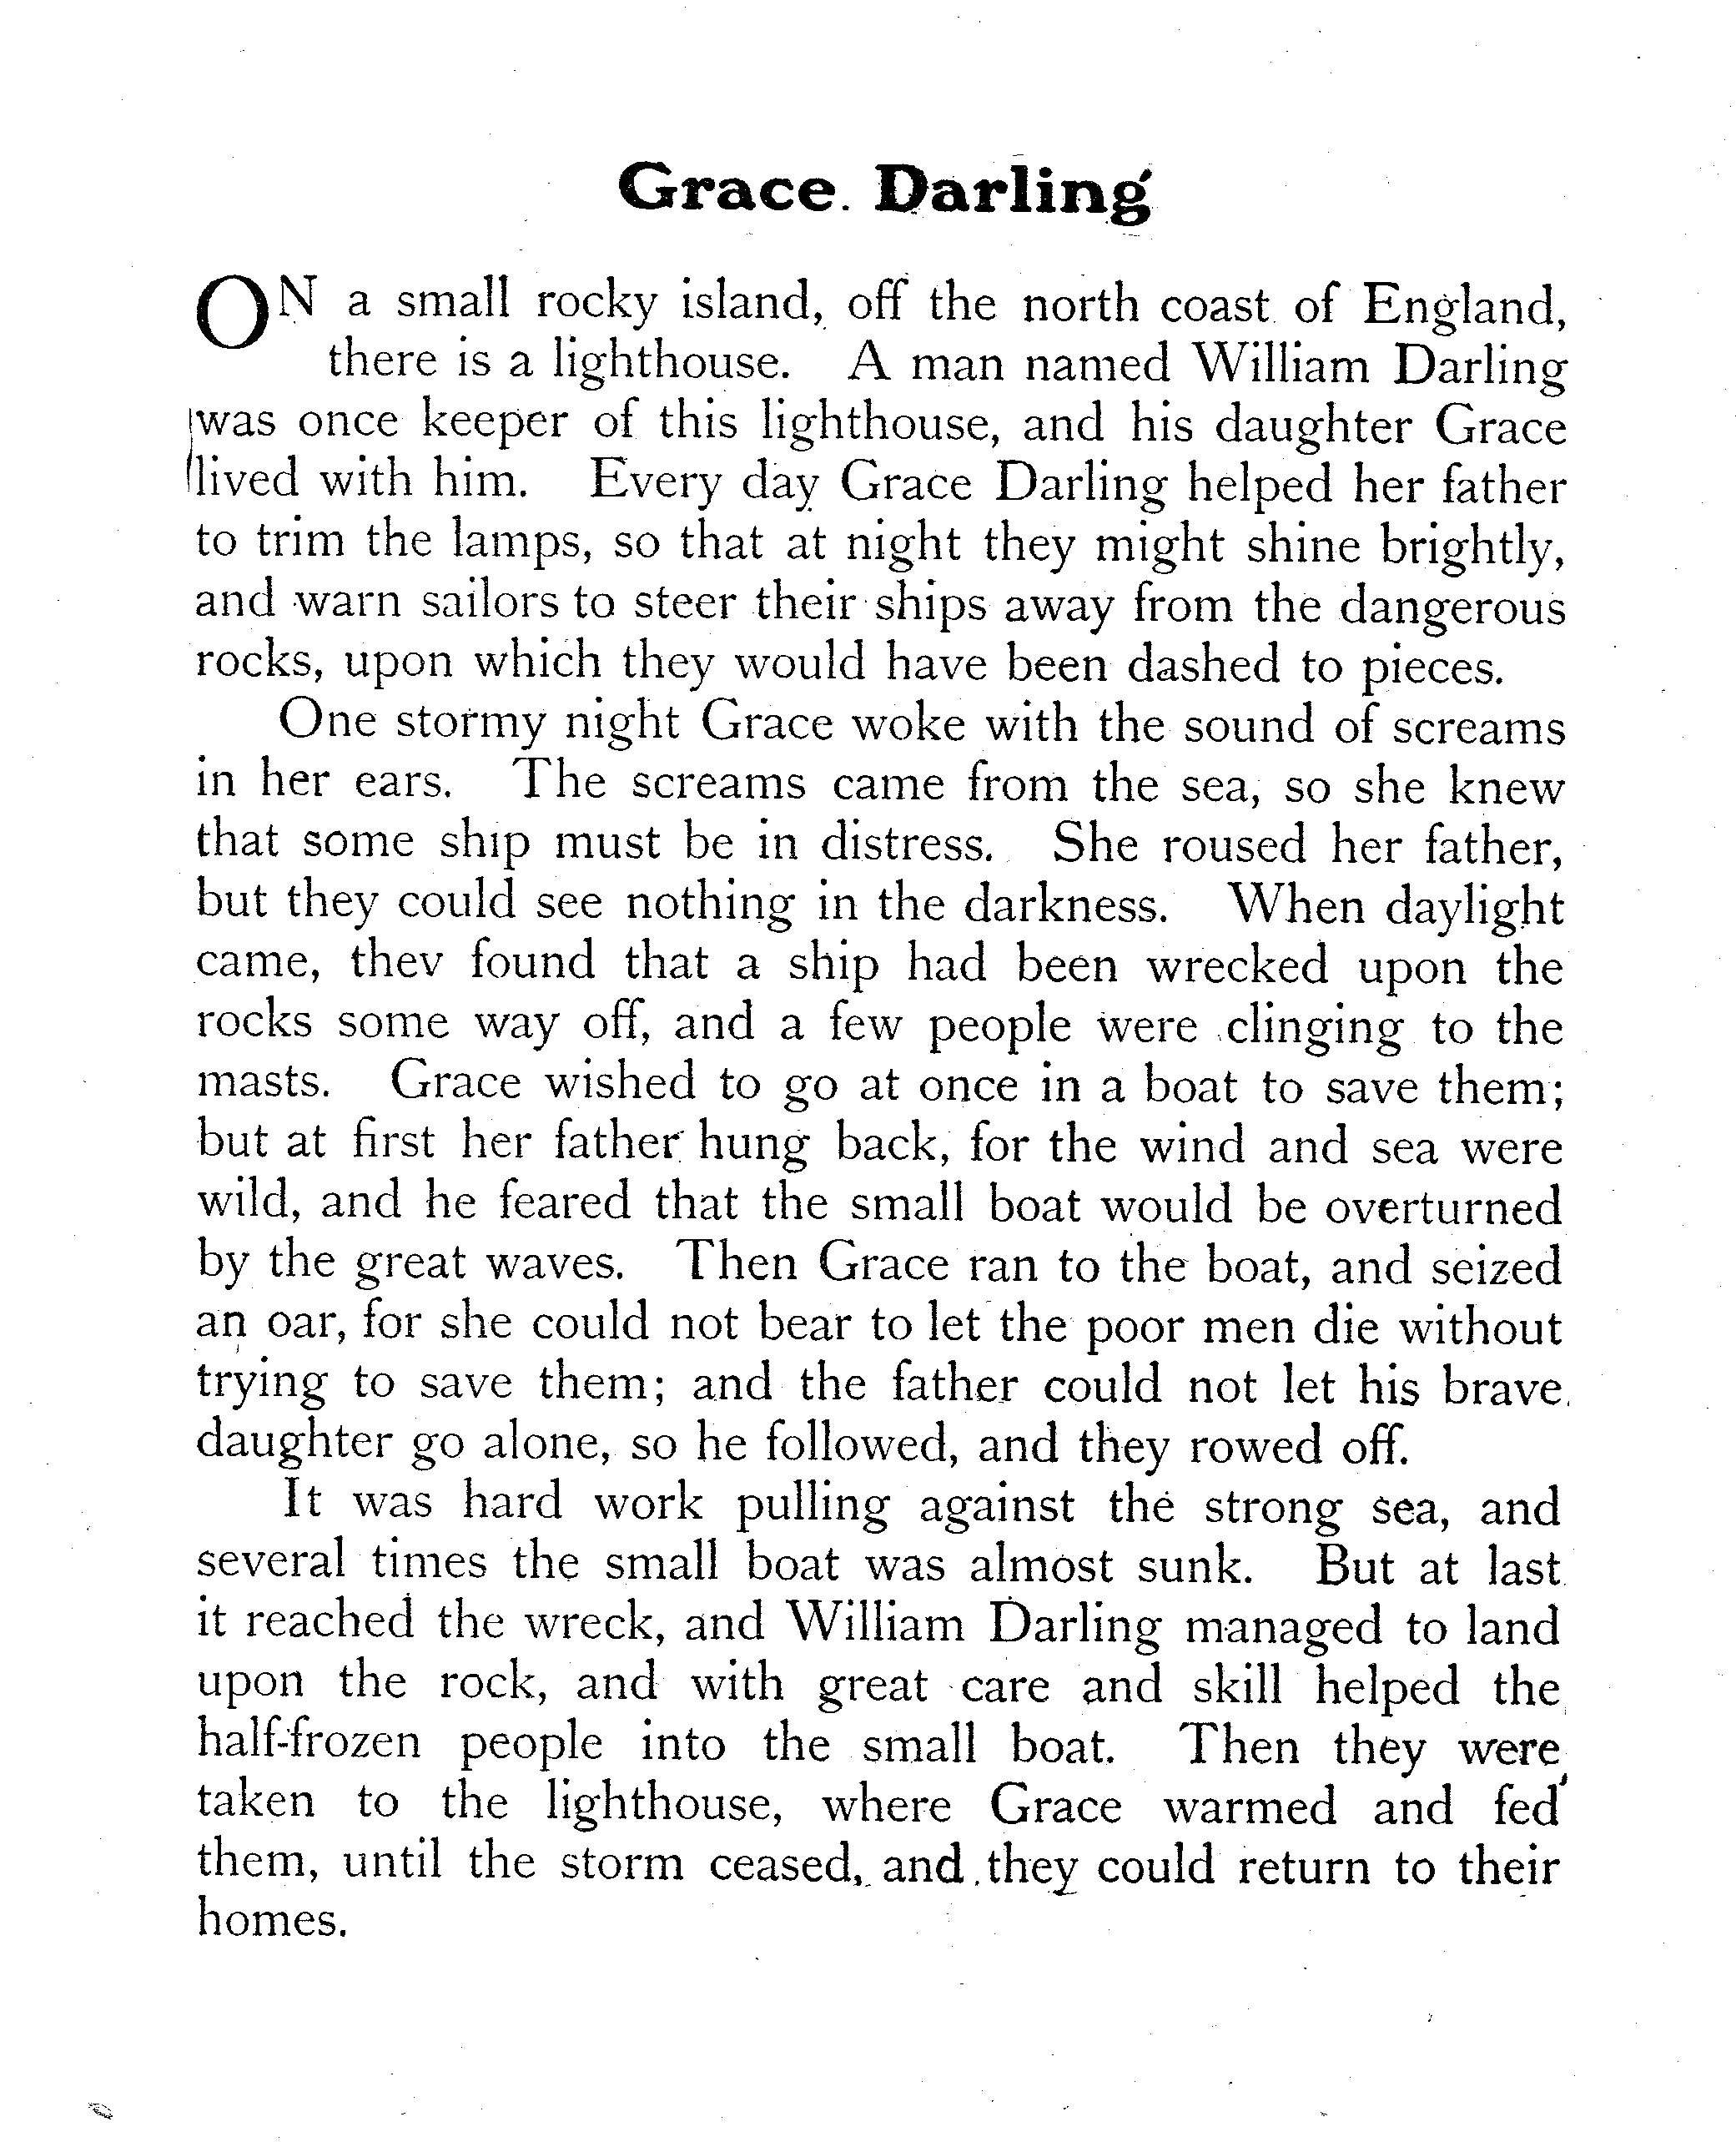 Grace Darling
ON a small rocky island, off the north coast of England,
there is a lighthouse. A man named William Darling
was once keeper of this lighthouse, and his daughter Grace
lived with him. Every day Grace Darling helped her father
to trim the lamps, so that at night they might shine brightly,
and warn sailors to steer their ships away from the dangerous
rocks, upon which they would have been dashed to pieces.
One stormy night Grace woke with the sound of screams
in her ears. The screams came from the sea, so she knew
that some ship must be in distress. She roused her father,
but they could see nothing in the darkness. When daylight
came, they found that a ship had been wrecked upon the
rocks some way off, and a few people were clinging to the
masts. Grace wished to go at once in a boat to save them;
but at first her father hung back, for the wind and sea were
wild, and he feared that the small boat would be overturned
by the great waves. Then Grace ran to the boat, and seized
an oar, for she could not bear to let the poor men die without
trying to save them; and the father could not let his brave
daughter go alone, so he followed, and they rowed off.
It was hard work pulling against the strong sea, and
several times the small boat was almost sunk. But at last
it reached the wreck, and William Darling managed to land
upon the rock, and with great care and skill helped the
half-frozen people into the small boat. Then they were
taken to the lighthouse, where Grace warmed and fed
them, until the storm ceased, and they could return to their
homes.